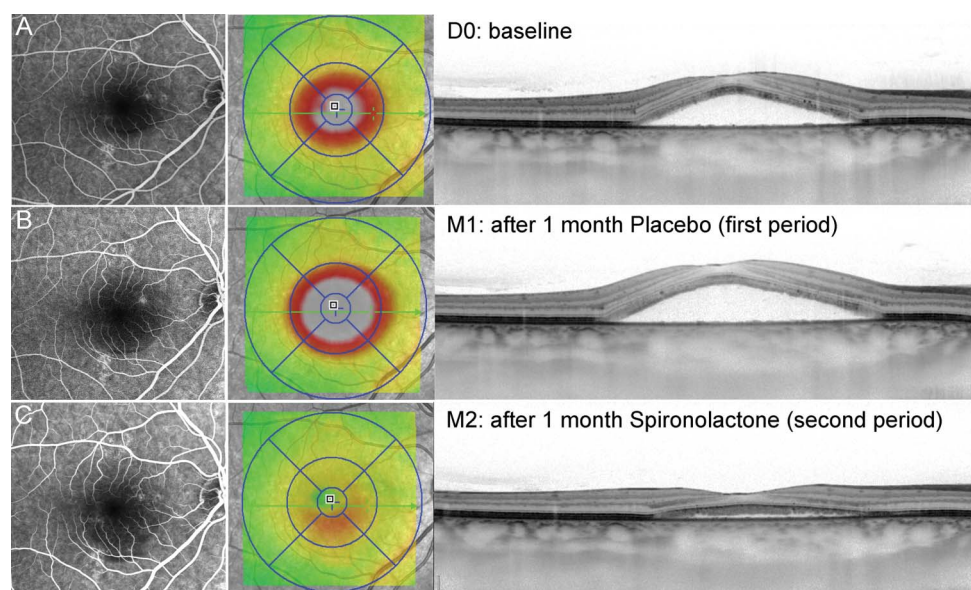 A
D0: baseline
B
M1: after 1 month Placebo (first period)
C
M2: after 1 month Spironolactone (second period)